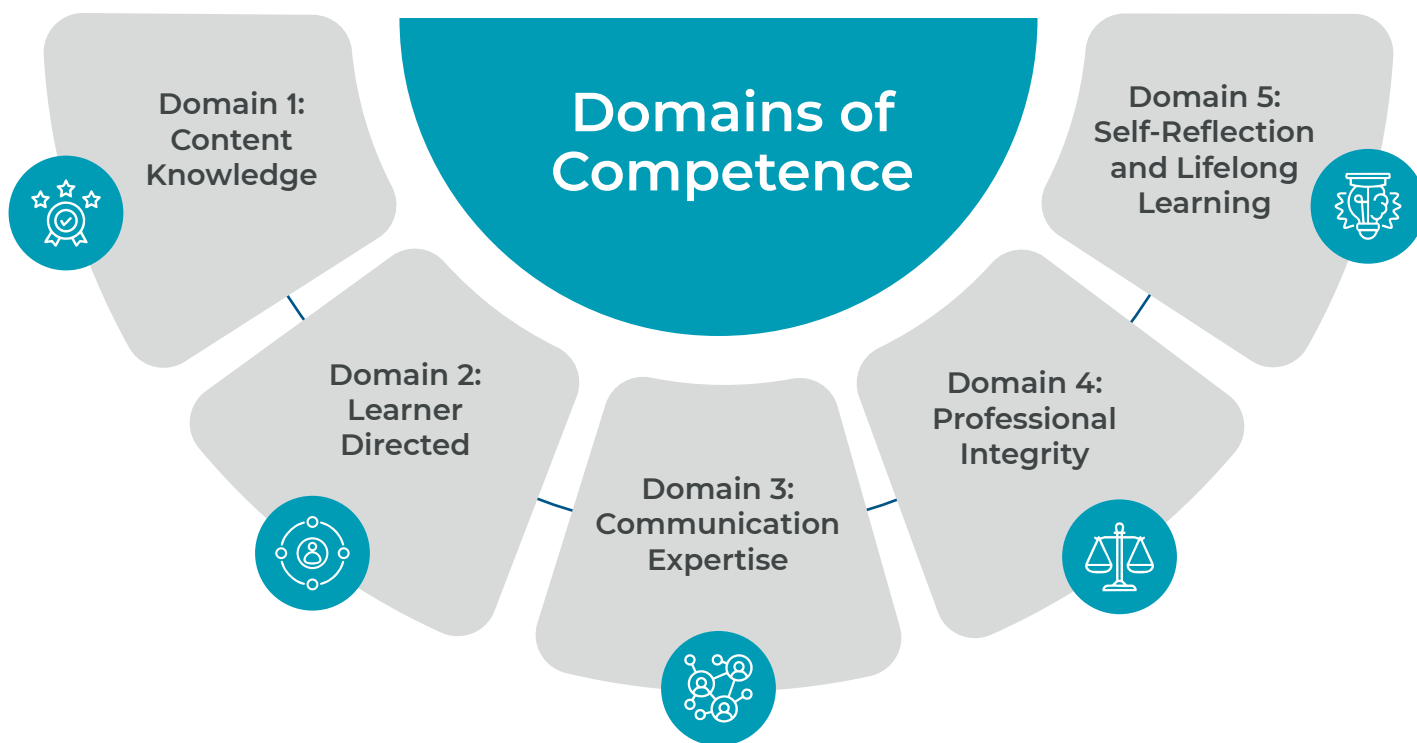 Domains of
Competence
Domain 1:
Content
Knowledge
Domain 2:
Learner
Directed
Domain 3:
Communication
Expertise
Domain 4:
Professional
Integrity
Domain 5:
Self-Reflection
and Lifelong
Learning